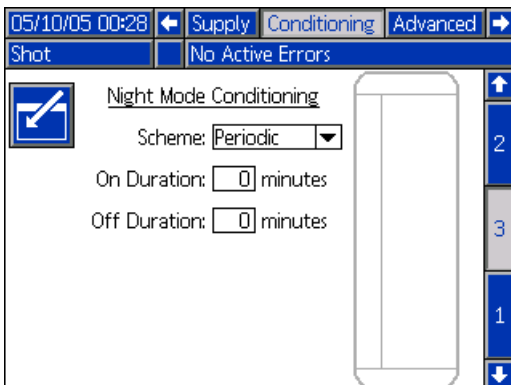 05/10/05 00:28 Supply Conditioning Advanced
Shot No Active Errors
Night Mode Conditioning
Scheme: Periodic
On Duration: 0 minutes
Off Duration: 0 minutes
2
3
1